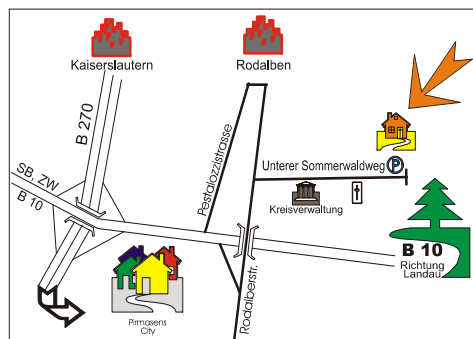 Kaiserslautern
Rodalben
B 270
Pestalozzistrasse
Unterer Sommerwaldweg
P
SB, ZW
B 10
Kreisverwaltung
B 10
Richtung
Landau
Rodalberstr.
Pirmasens
City